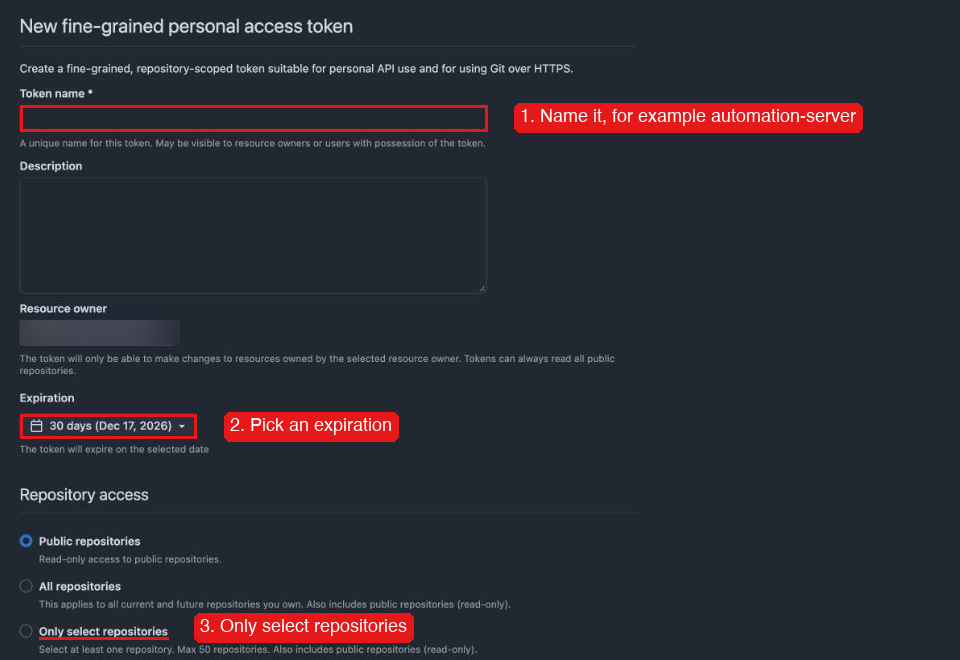 New fine-grained personal access token
Create a fine-grained, repository-scoped token suitable for personal API use and for using Git over HTTPS.
Token name *
1. Name it, for example automation-server
A unique name for this token. May be visible to resource owners or users with possession of the token.
Description
Resource owner
The token will only be able to make changes to resources owned by the selected resource owner. Tokens can always read all public
repositories.
Expiration
30 days (Dec 17, 2026)
2. Pick an expiration
The token will expire on the selected date
Repository access
Public repositories
Read-only access to public repositories.
All repositories
This applies to all current and future repositories you own. Also includes public repositories (read-only).
Only select repositories
3. Only select repositories
Select at least one repository. Max 50 repositories. Also includes public repositories (read-only).